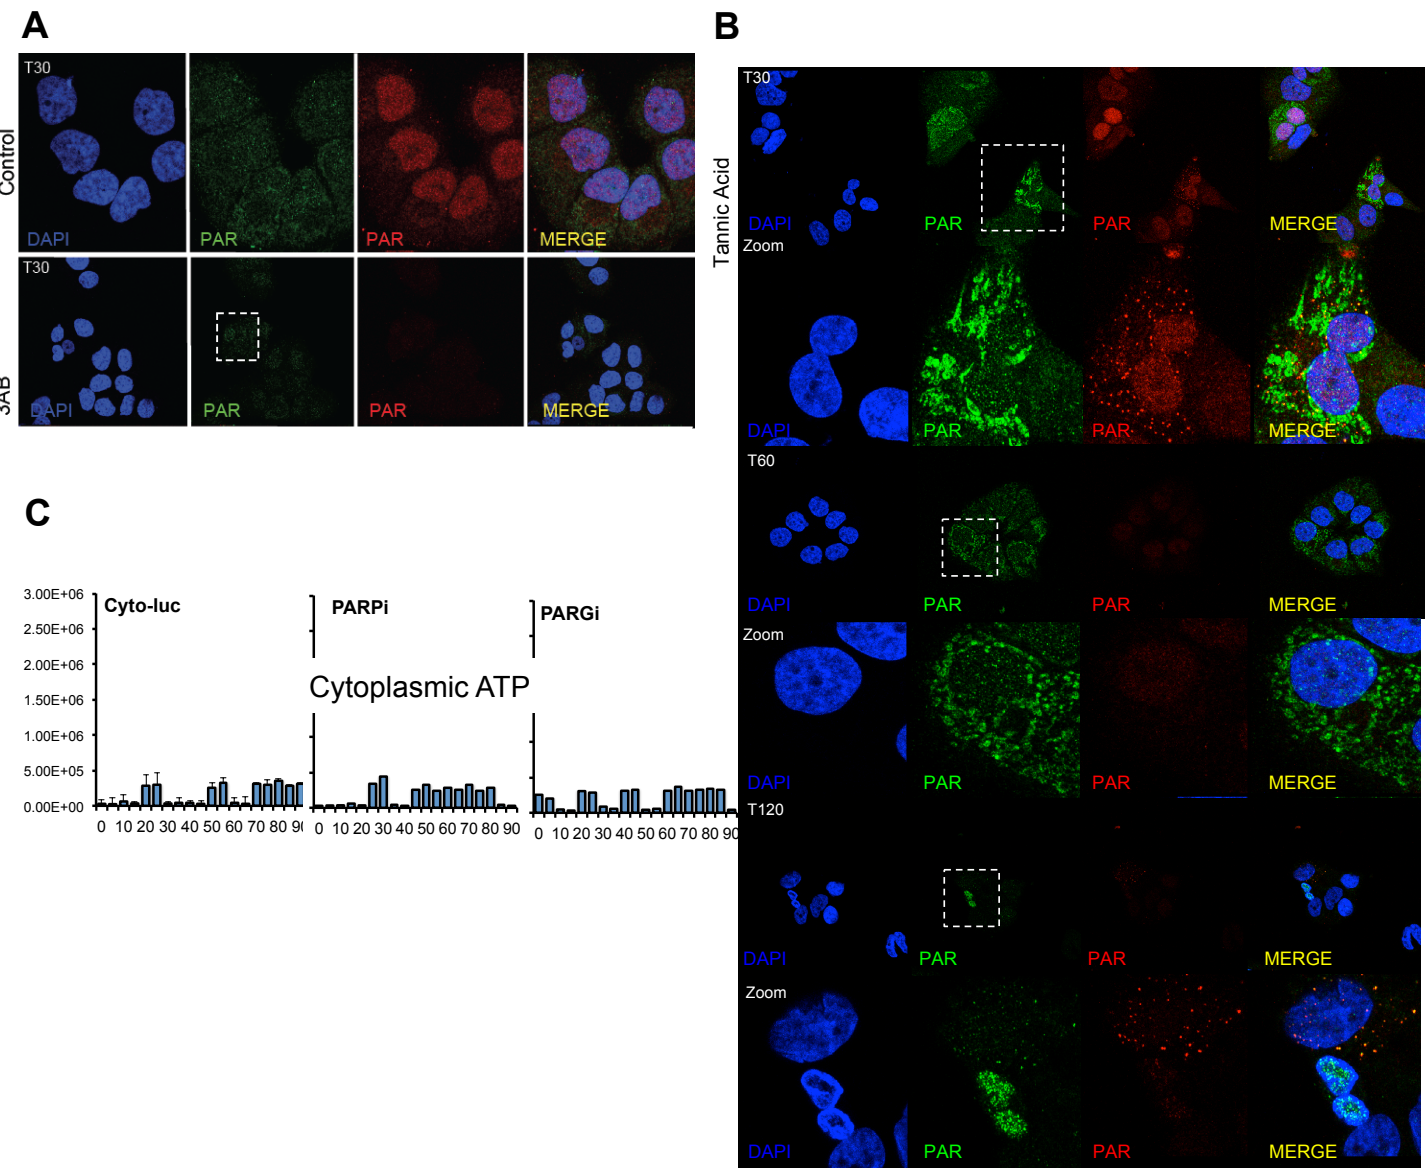 A
T30
Control
DAPI
PAR
PAR
MERGE
T30
3AB
DAPI
PAR
PAR
MERGE
B
Tannic Acid
T30
DAPI
PAR
PAR
MERGE
Zoom
DAPI
PAR
PAR
MERGE
T60
DAPI
PAR
PAR
MERGE
Zoom
DAPI
PAR
PAR
MERGE
T120
DAPI
PAR
PAR
MERGE
Zoom
DAPI
PAR
PAR
MERGE
C
Cyto-luc
PARPi
PARGi
Cytoplasmic ATP
3.00E+06
2.50E+06
2.00E+06
1.50E+06
1.00E+06
5.00E+05
0.00E+00
0 10 20 30 40 50 60 70 80 90
0 10 20 30 40 50 60 70 80 90
0 10 20 30 40 50 60 70 80 90